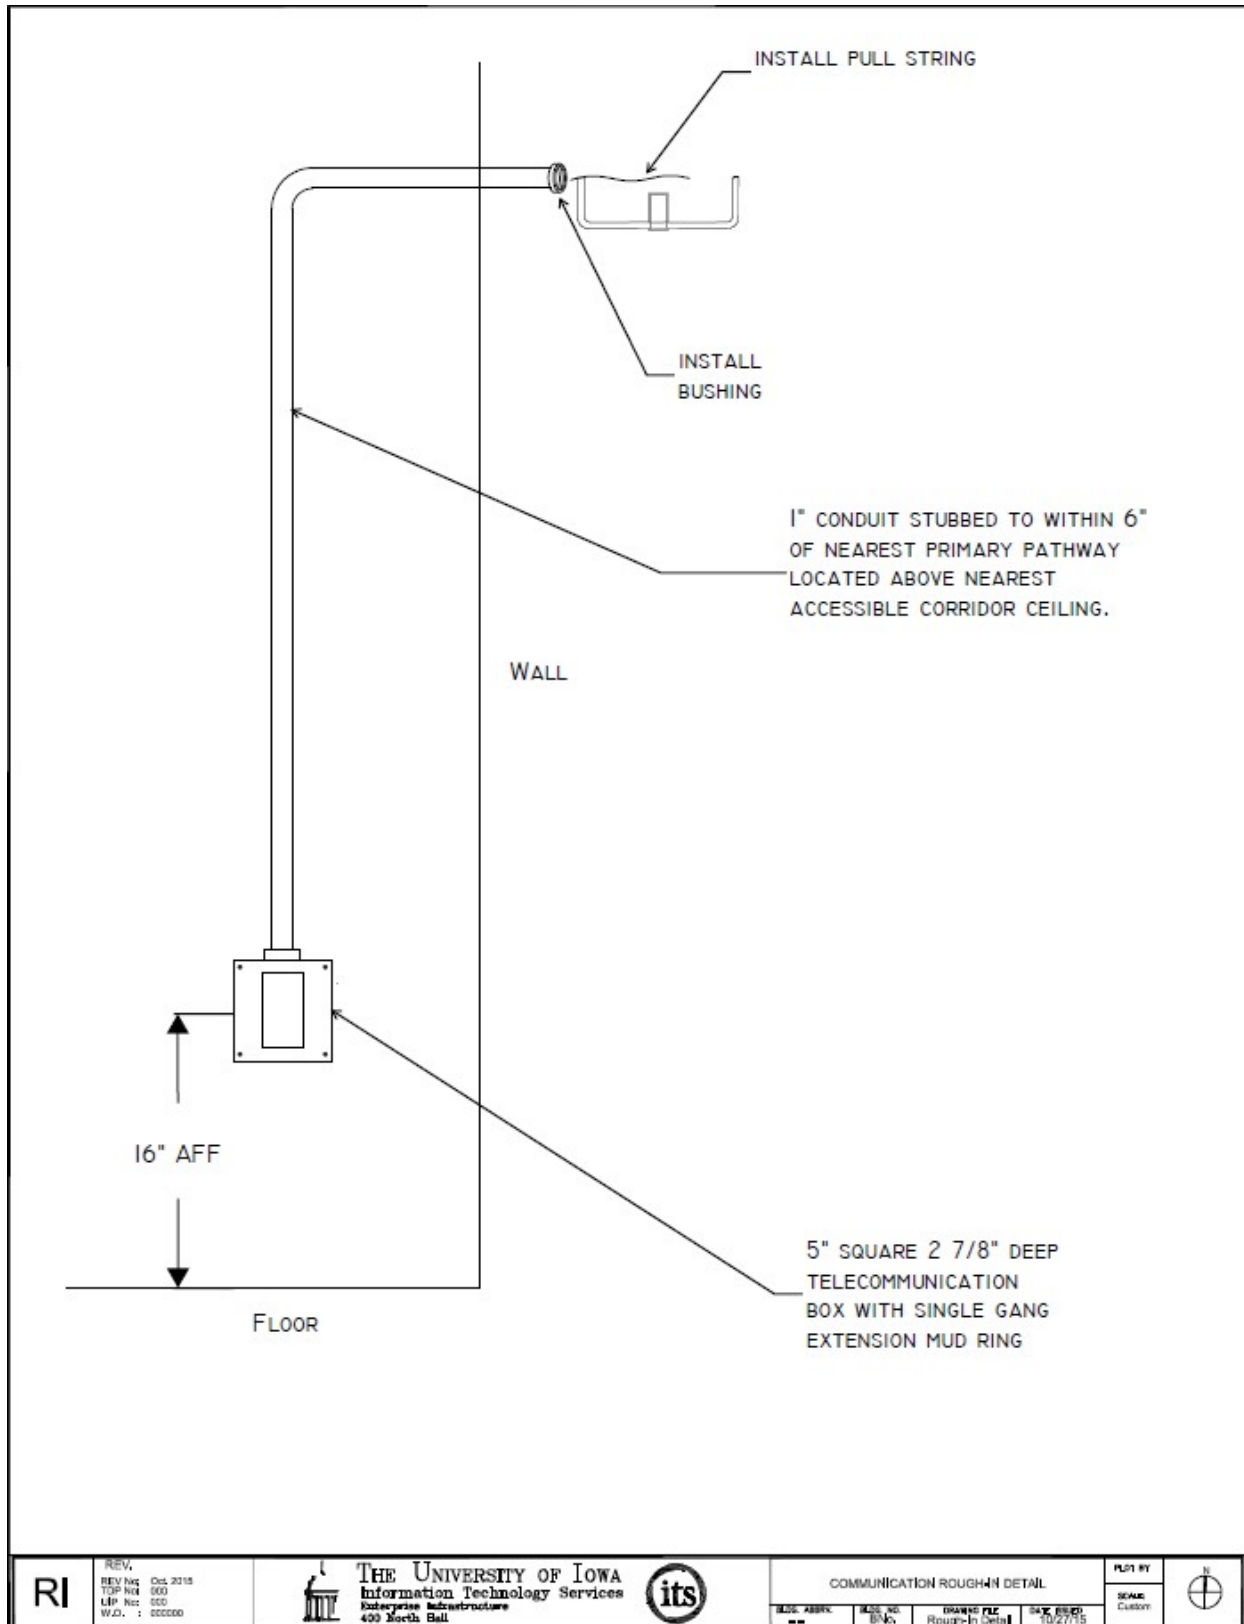 INSTALL PULL STRING
INSTALL
BUSHING
1" CONDUIT STUBBED TO WITHIN 6"
OF NEAREST PRIMARY PATHWAY
LOCATED ABOVE NEAREST
ACCESSIBLE CORRIDOR CEILING.
WALL
16" AFF
5" SQUARE 2 7/8" DEEP
TELECOMMUNICATION
BOX WITH SINGLE GANG
EXTENSION MUD RING
FLOOR
RI
REV.
REV No: Oct. 2015
TDP No: 000
UIP No: 000
W.O. : 000000
THE UNIVERSITY OF IOWA
Information Technology Services
Enterprise Infrastructure
400 North Hall
its
COMMUNICATION ROUGH-IN DETAIL
BLDG. ABBRV.
--
BLDG. NO.
BNo.
DRAWING FILE
Rough-In Detail
DATE ISSUED
10/27/15
PLOT BY
SCALE
Custom
N